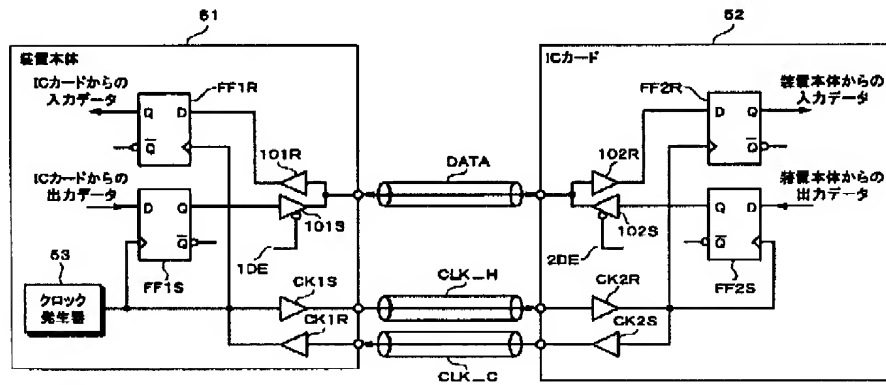 51
52
装置本体
ICカード
ICカードからの
入力データ
FF1R
Q D
Q
101R
DATA
102R
FF2R
D Q
Q
装置本体からの
入力データ
ICカードからの
出力データ
D Q
Q
FF1S
101S
1DE
102S
2DE
Q D
Q
FF2S
装置本体からの
出力データ
53
クロック
発生器
CK1S
CLK_H
CK2R
CK1R
CLK_C
CK2S